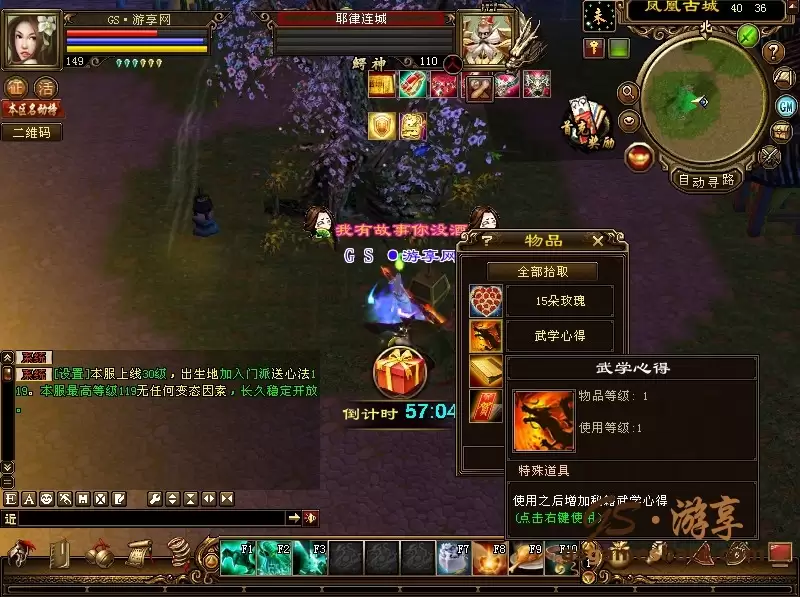 GS·游享网
149
耶律连城
鳄神
110
未
凤凰古城 40 36
北
GM
自动寻路
征 活
二维码
我有故事你没酒
GS ●游享网
物品
全部拾取
15朵玫瑰
武学心得
武学心得
物品等级: 1
使用等级:1
特殊道具
(点击右键使用)
倒计时 57:04
[设置]本服上线30级，出生地加入门派送心法1
19。本服最高等级119无任何变态因素，长久稳定开放
。
近
F1 F2 F3 F7 F8 F9 F10
1
GS·游享